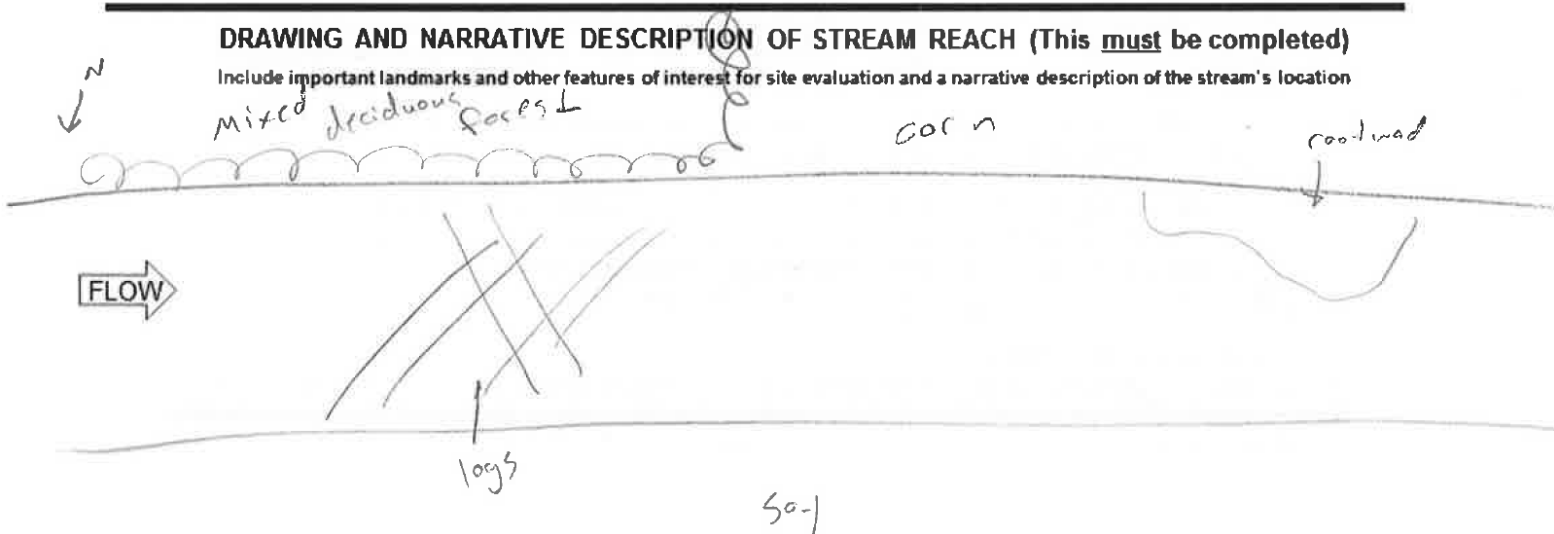 DRAWING AND NARRATIVE DESCRIPTION OF STREAM REACH (This must be completed)
Include important landmarks and other features of interest for site evaluation and a narrative description of the stream's location
N
Mixed deciduous forest
corn
rootwad
FLOW
logs
soy